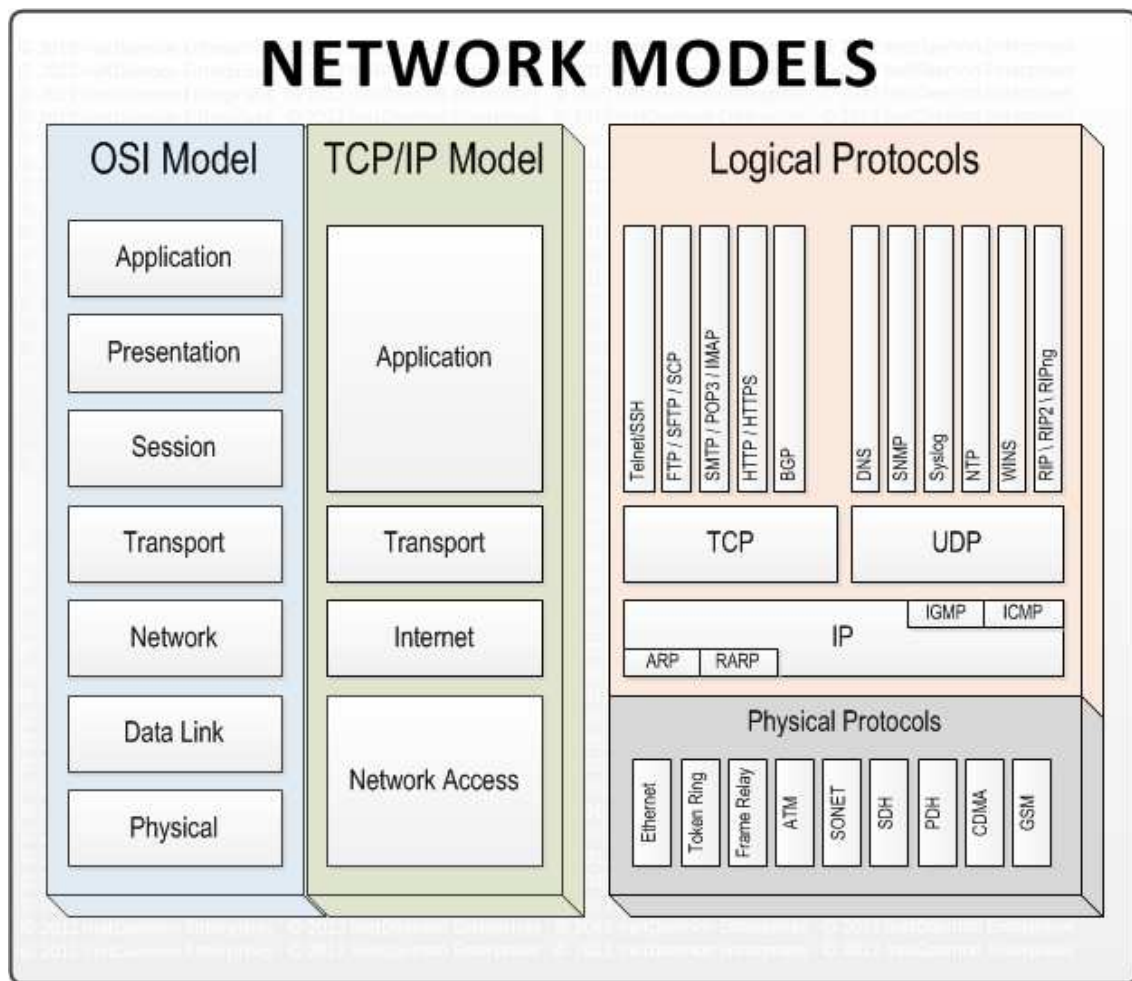 NETWORK MODELS
OSI Model
Application
Presentation
Session
Transport
Network
Data Link
Physical
TCP/IP Model
Application
Transport
Internet
Network Access
Logical Protocols
Telnet/SSH
FTP / SFTP / SCP
SMTP / POP3 / IMAP
HTTP / HTTPS
BGP
DNS
SNMP
Syslog
NTP
WINS
RIP \ RIP2 \ RIPng
TCP
UDP
IP
IGMP
ICMP
ARP
RARP
Physical Protocols
Ethernet
Token Ring
Frame Relay
ATM
SONET
SDH
PDH
CDMA
GSM